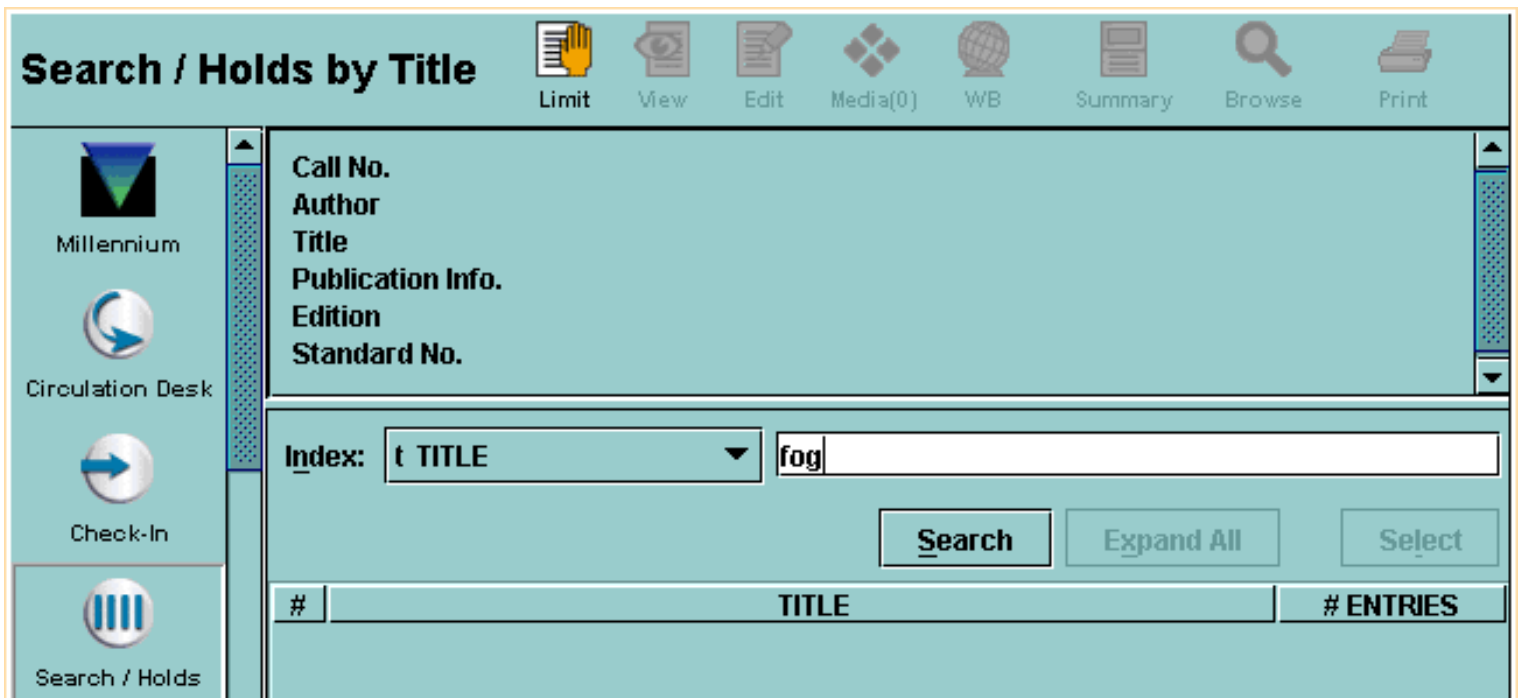 Search / Holds by Title
Limit View Edit Media(0) WB Summary Browse Print
Millennium
Circulation Desk
Check-In
Search / Holds
Call No.
Author
Title
Publication Info.
Edition
Standard No.
Index: t TITLE fog
Search Expand All Select
# TITLE # ENTRIES